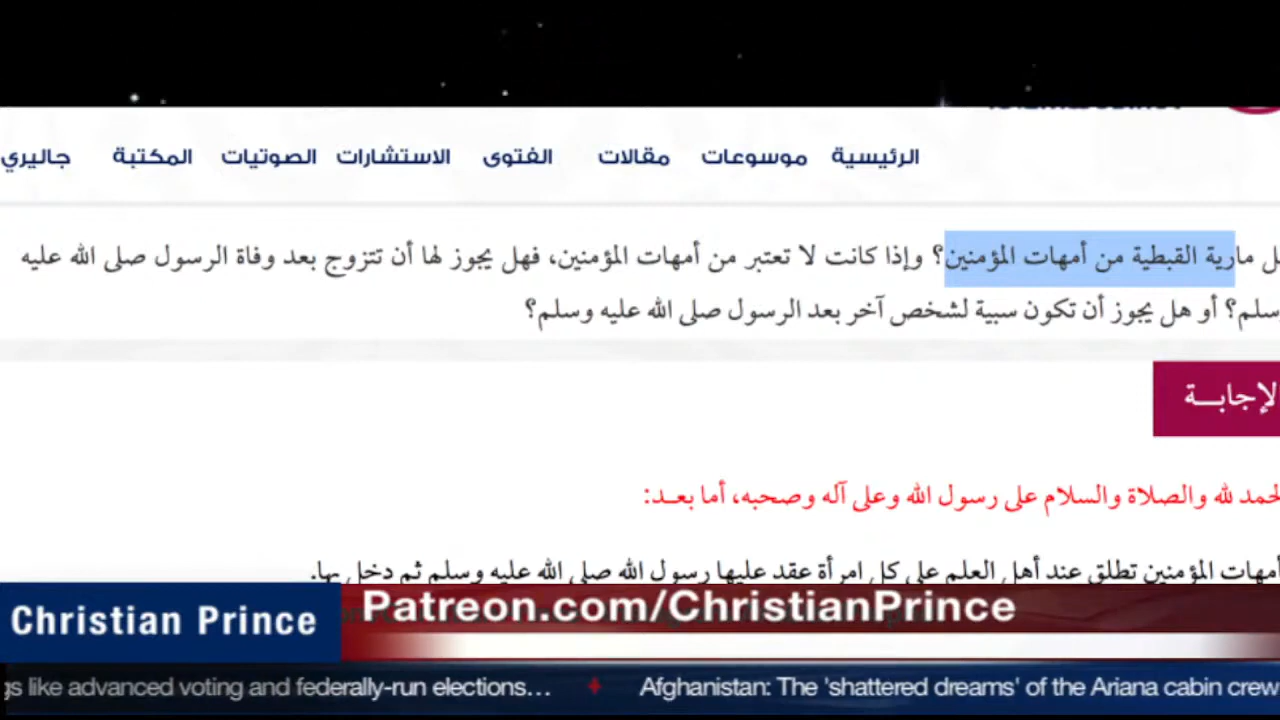 الرئيسية موسوعات مقالات الفتوى الاستشارات الصوتيات المكتبة جاليري
مارية القبطية من أمهات المؤمنين؟ وإذا كانت لا تعتبر من أمهات المؤمنين، فهل يجوز لها أن تتزوج بعد وفاة الرسول صلى الله عليه
وسلم؟ أو هل يجوز أن تكون سبية لشخص آخر بعد الرسول صلى الله عليه وسلم؟
الإجابــة
الحمد لله والصلاة والسلام على رسول الله وعلى آله وصحبه، أما بعـد:
أمهات المؤمنين تطلق عند أهل العلم على كل امرأة عقد عليها رسول الله صلى الله عليه وسلم ثم دخل بها.
Christian Prince
Patreon.com/ChristianPrince
gs like advanced voting and federally-run elections... Afghanistan: The 'shattered dreams' of the Ariana cabin crew